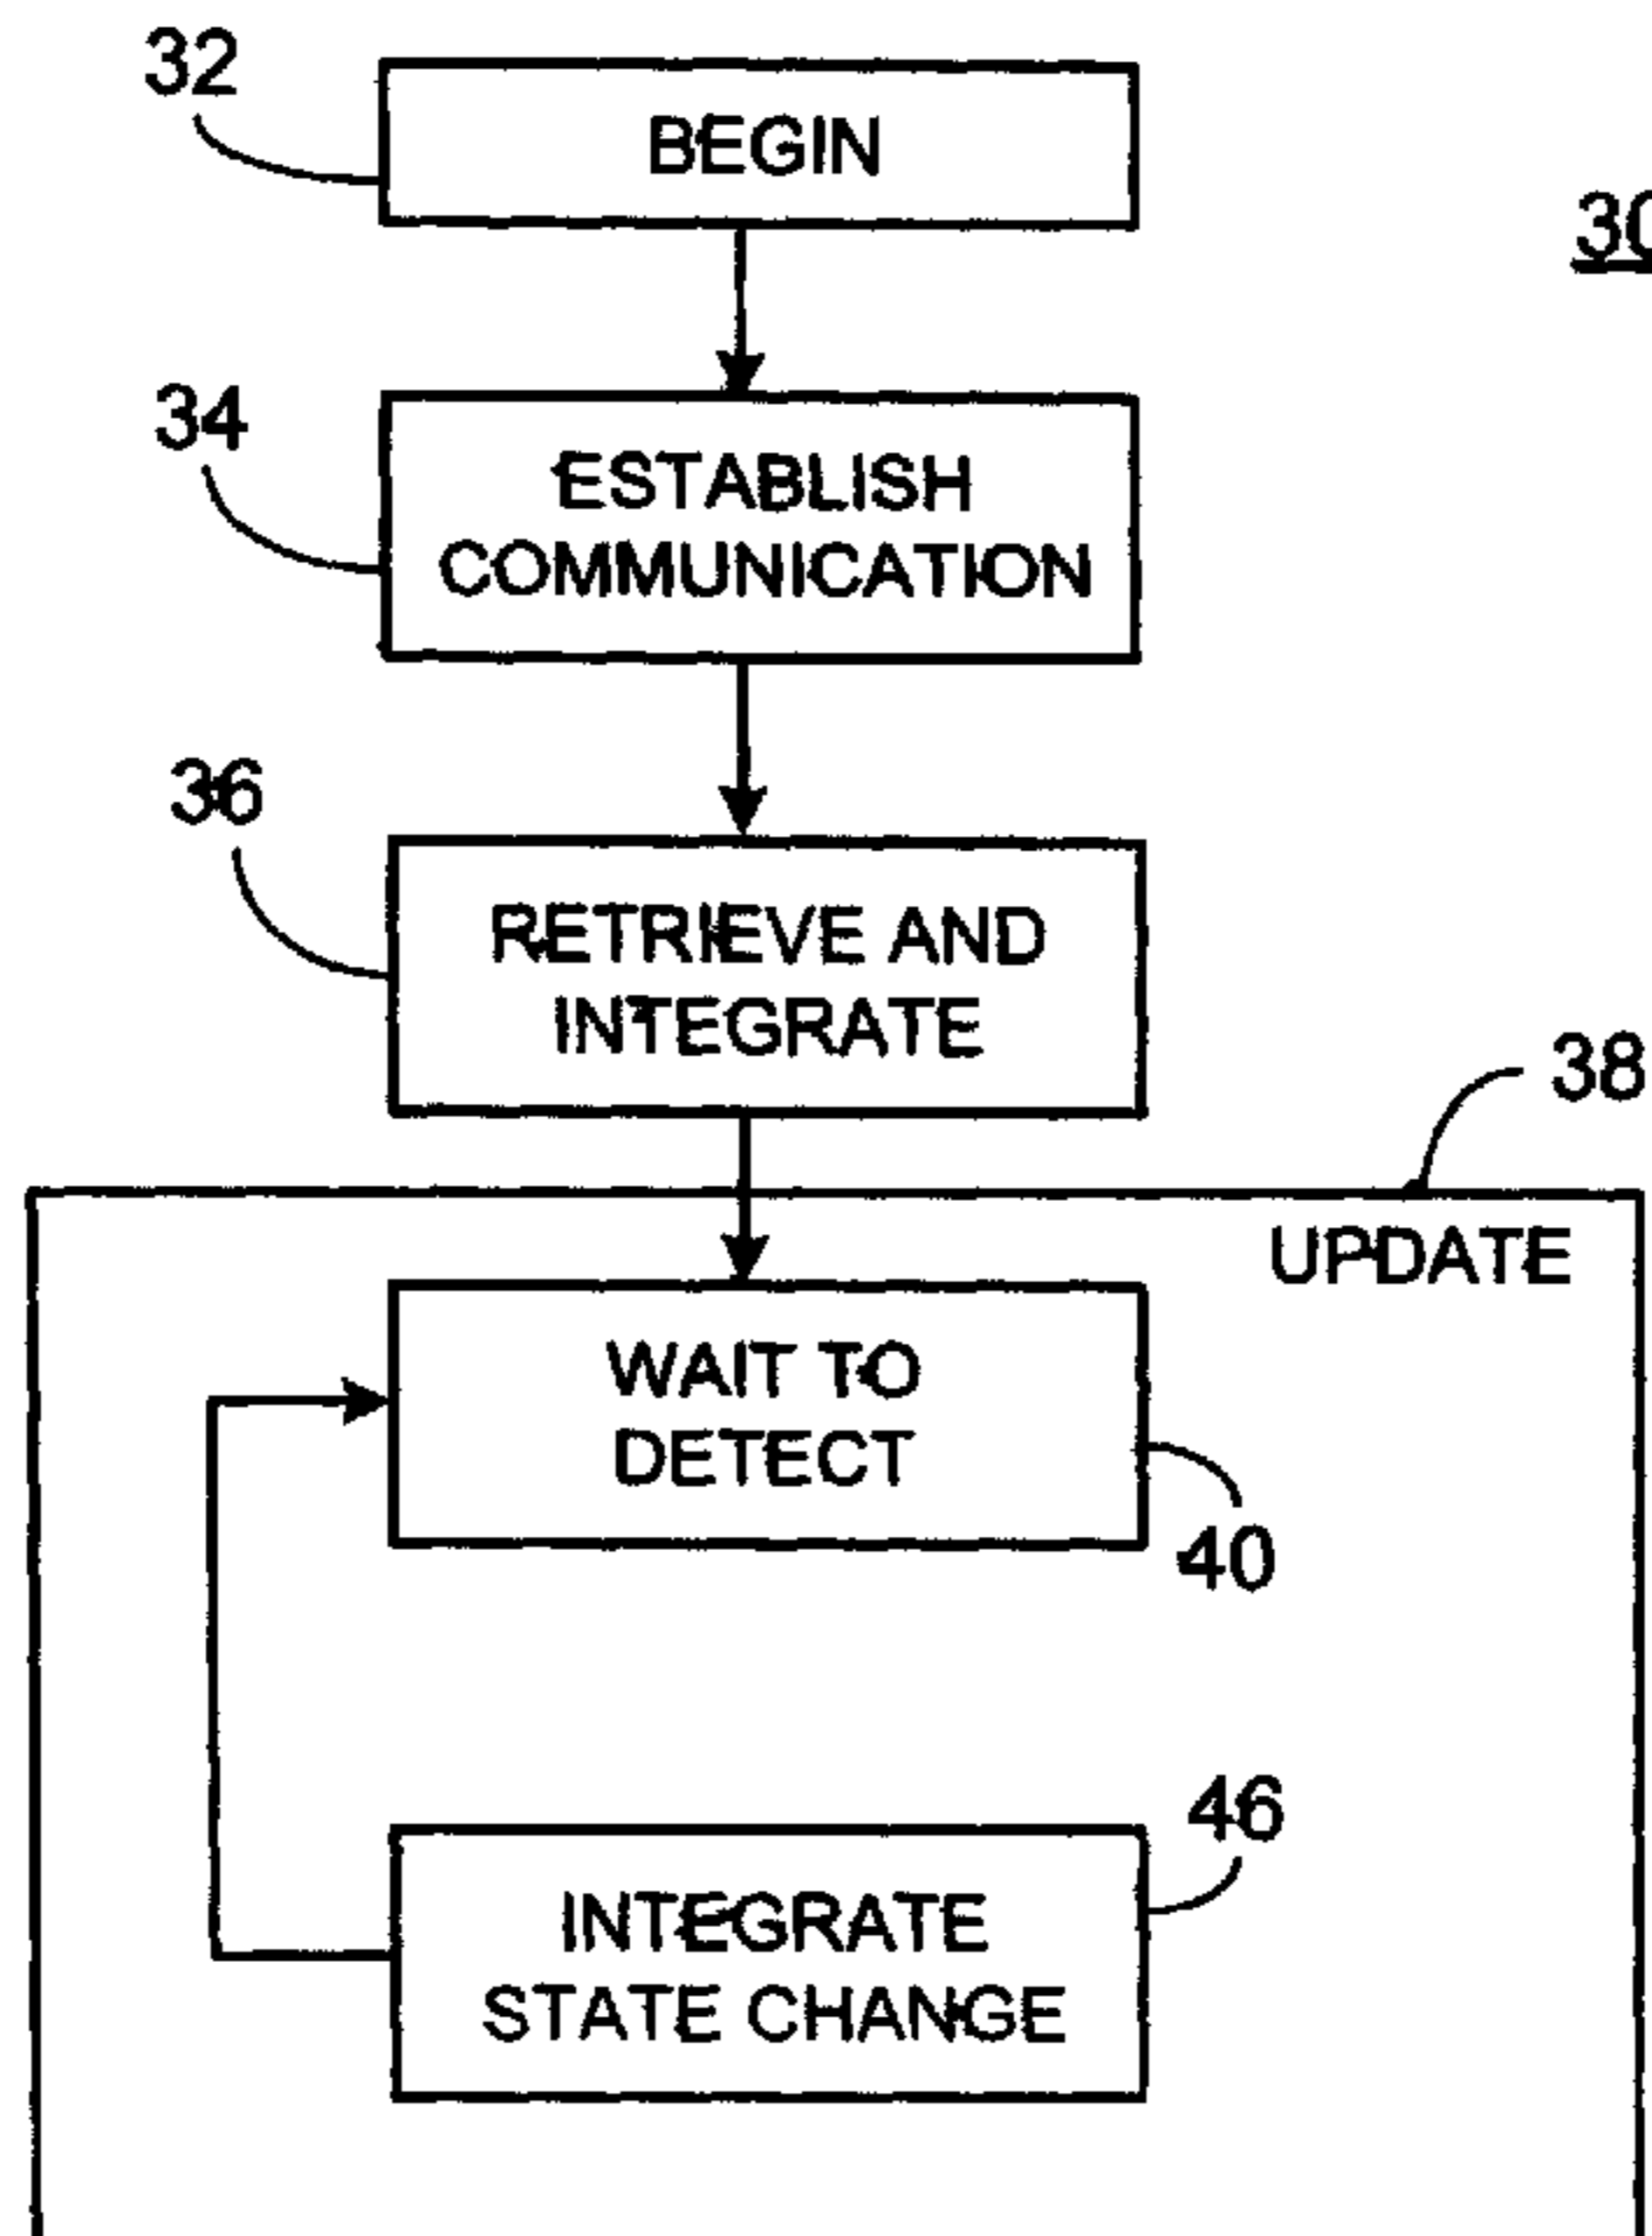 32
BEGIN
30
34
ESTABLISH
COMMUNICATION
36
RETRIEVE AND
INTEGRATE
38
UPDATE
WAIT TO
DETECT
40
46
INTEGRATE
STATE CHANGE